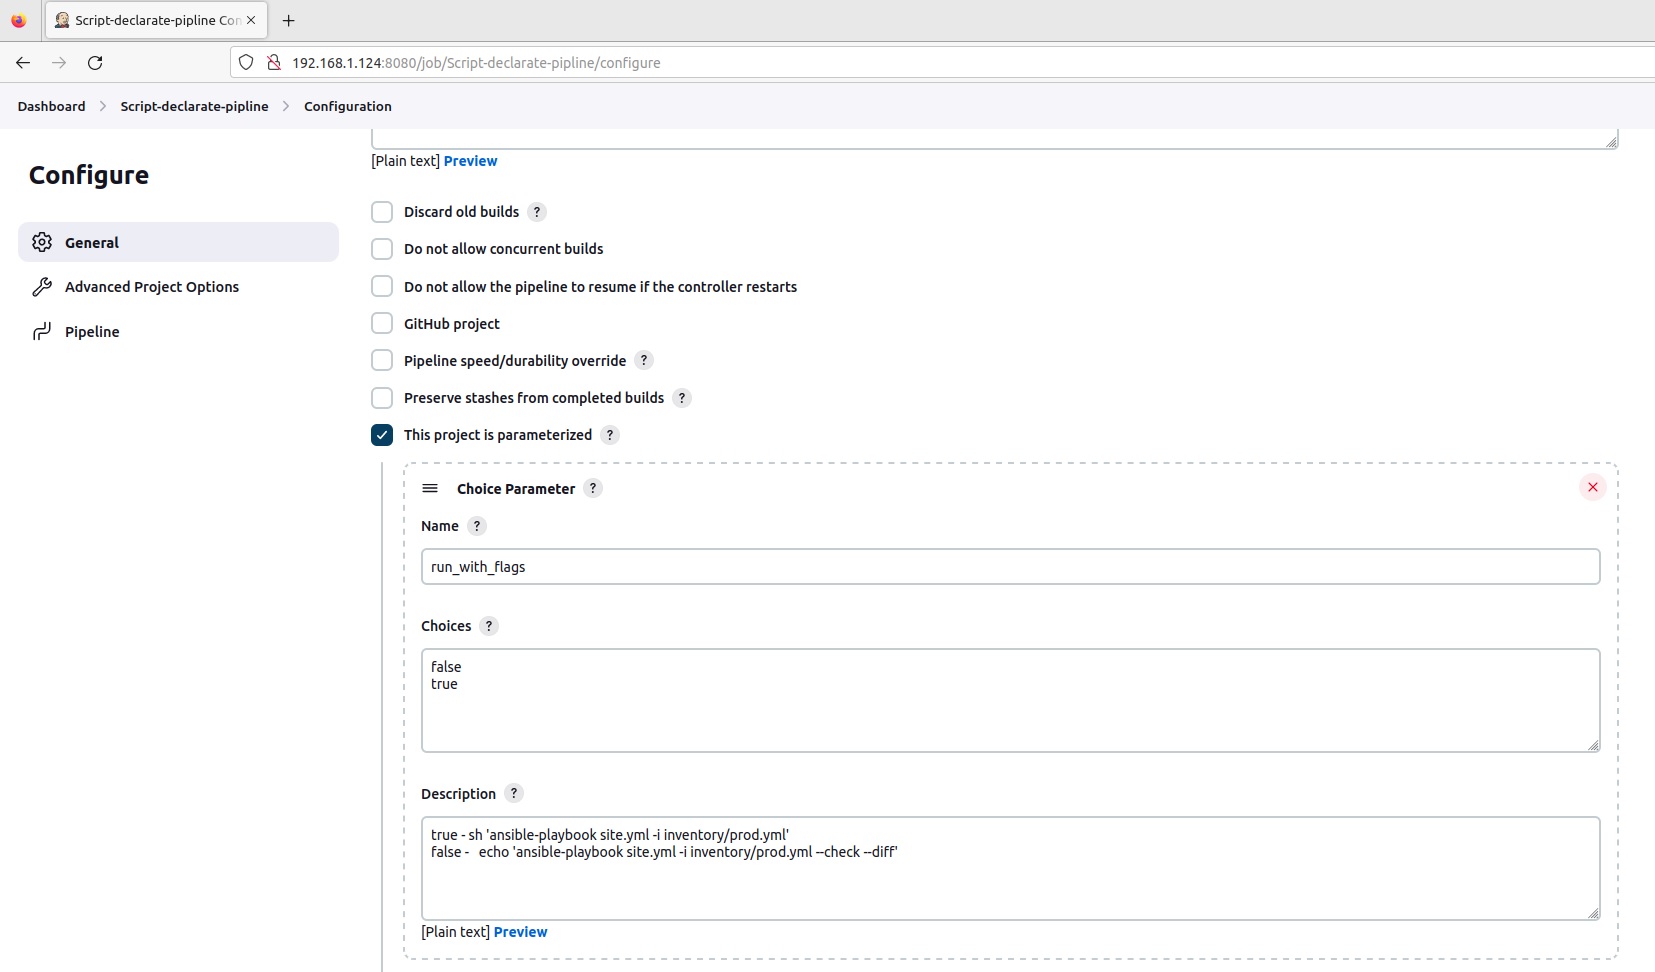 Script-declarate-pipline Con
192.168.1.124:8080/job/Script-declarate-pipline/configure
Dashboard
Script-declarate-pipline
Configuration
Configure
General
Advanced Project Options
Pipeline
[Plain text] Preview
Discard old builds ?
Do not allow concurrent builds
Do not allow the pipeline to resume if the controller restarts
GitHub project
Pipeline speed/durability override ?
Preserve stashes from completed builds ?
This project is parameterized ?
Choice Parameter ?
Name ?
run_with_flags
Choices ?
false
true
Description ?
true - sh 'ansible-playbook site.yml -i inventory/prod.yml'
false -   echo 'ansible-playbook site.yml -i inventory/prod.yml --check --diff'
[Plain text] Preview